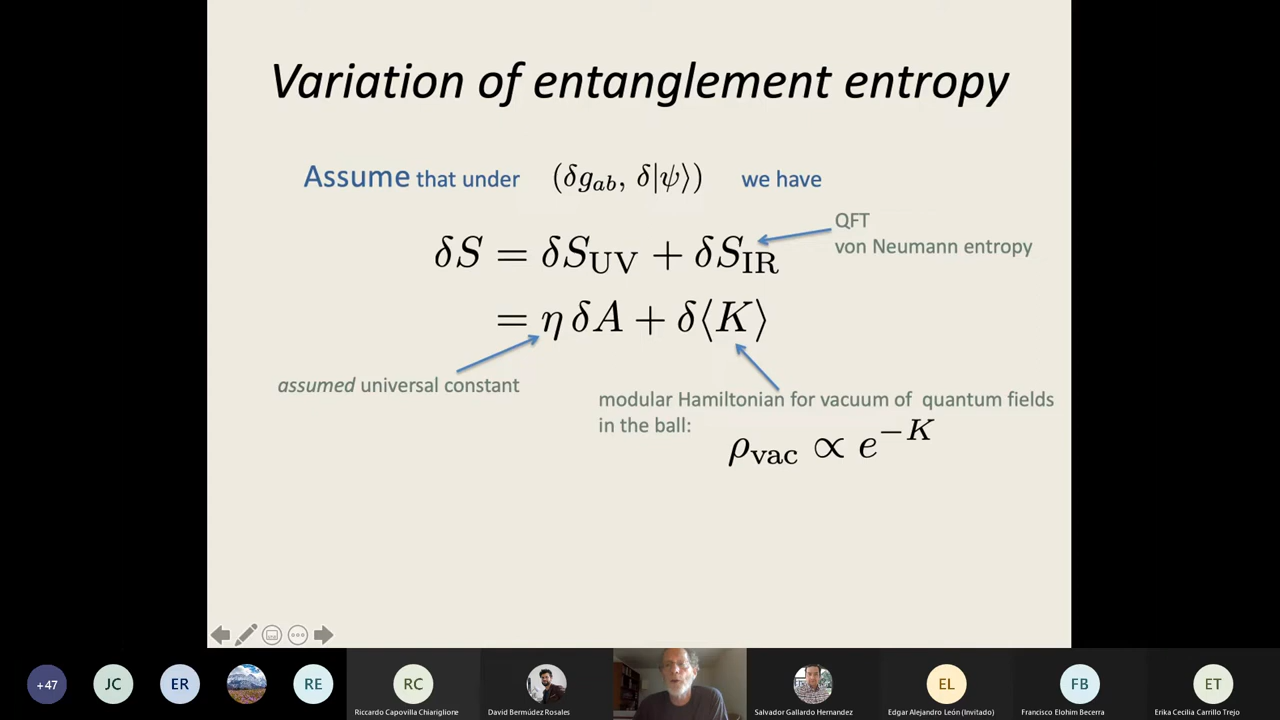 Variation of entanglement entropy
Assume that under (δg_ab, δ|ψ⟩) we have
QFT
von Neumann entropy
δS = δS_UV + δS_IR
= η δA + δ⟨K⟩
assumed universal constant
modular Hamiltonian for vacuum of quantum fields
in the ball:
ρ_vac ∝ e^{−K}
+47
JC
ER
RE
RC
EL
FB
ET
Riccardo Capovilla Chiariglione
David Bermúdez Rosales
Salvador Gallardo Hernandez
Edgar Alejandro León (Invitado)
Francisco Elohim Becerra
Erika Cecilia Carrillo Trejo